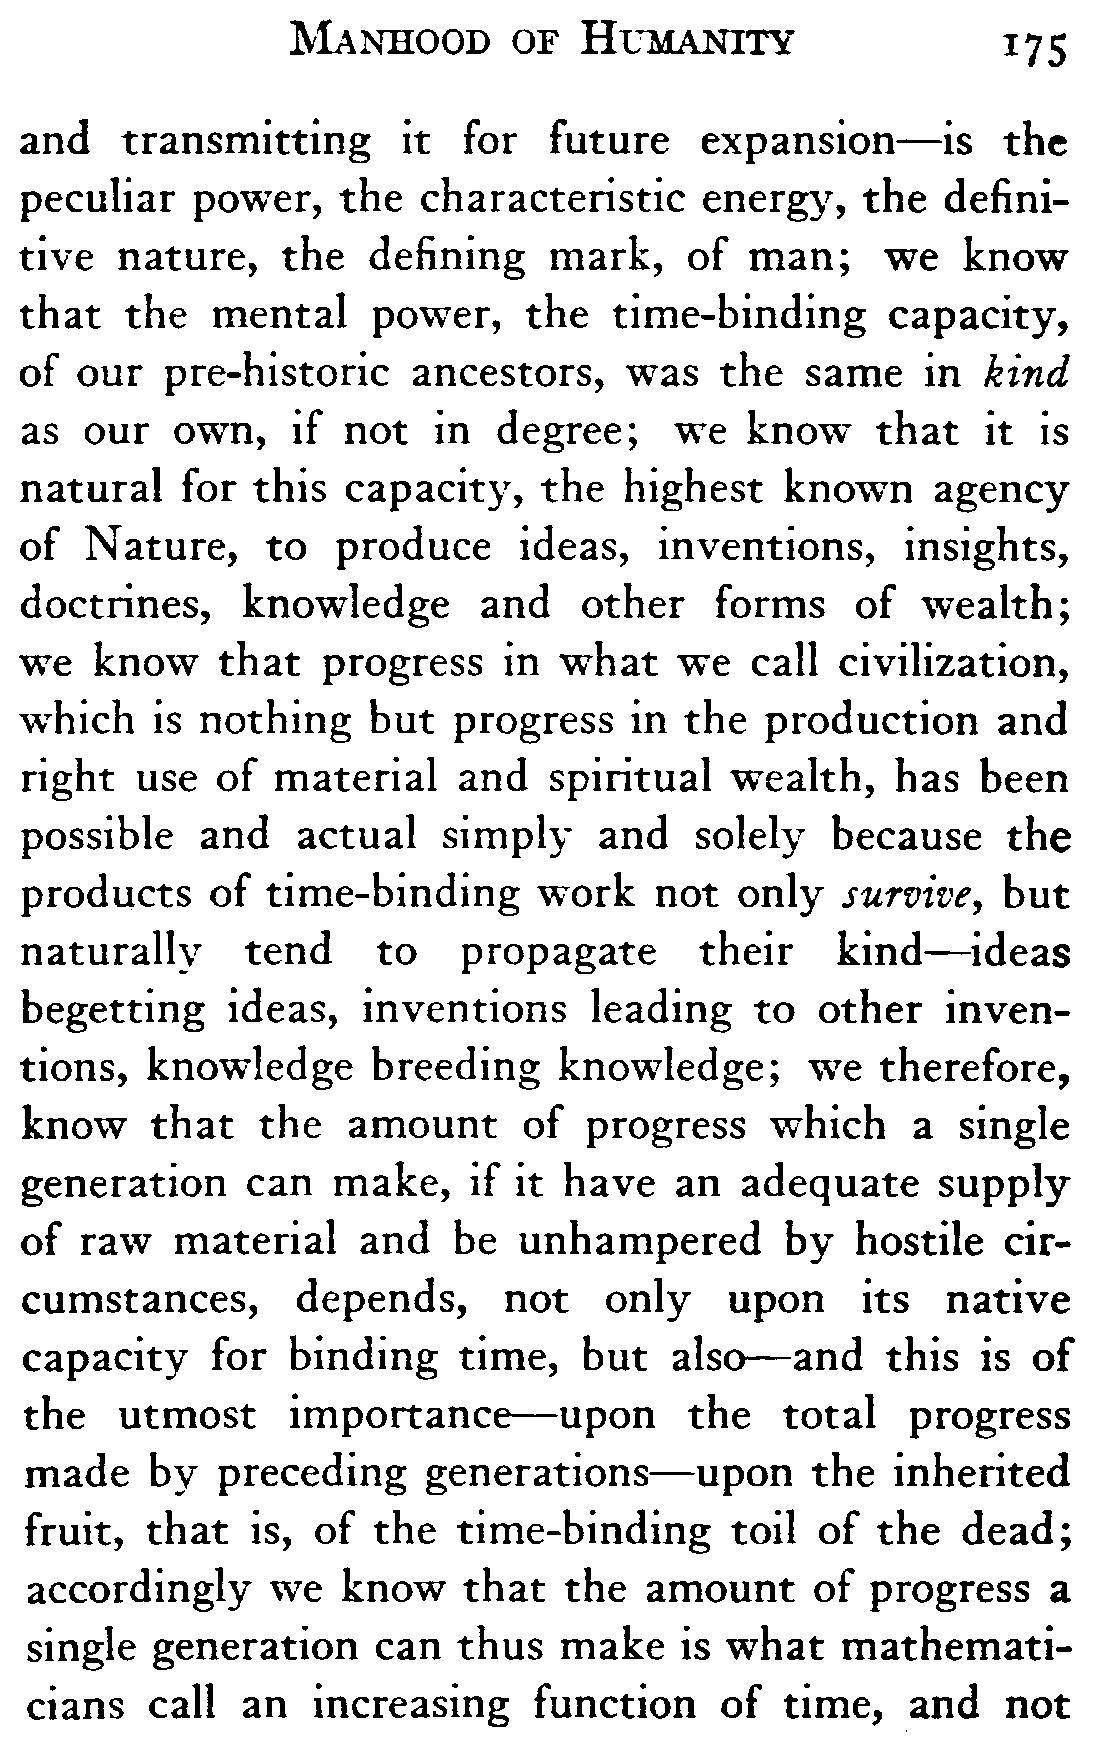 MANHOOD OF HUMANITY 175
and transmitting it for future expansion—is the
peculiar power, the characteristic energy, the defini-
tive nature, the defining mark, of man; we know
that the mental power, the time-binding capacity,
of our pre-historic ancestors, was the same in kind
as our own, if not in degree; we know that it is
natural for this capacity, the highest known agency
of Nature, to produce ideas, inventions, insights,
doctrines, knowledge and other forms of wealth;
we know that progress in what we call civilization,
which is nothing but progress in the production and
right use of material and spiritual wealth, has been
possible and actual simply and solely because the
products of time-binding work not only survive, but
naturally tend to propagate their kind—ideas
begetting ideas, inventions leading to other inven-
tions, knowledge breeding knowledge; we therefore,
know that the amount of progress which a single
generation can make, if it have an adequate supply
of raw material and be unhampered by hostile cir-
cumstances, depends, not only upon its native
capacity for binding time, but also—and this is of
the utmost importance—upon the total progress
made by preceding generations—upon the inherited
fruit, that is, of the time-binding toil of the dead;
accordingly we know that the amount of progress a
single generation can thus make is what mathemati-
cians call an increasing function of time, and not